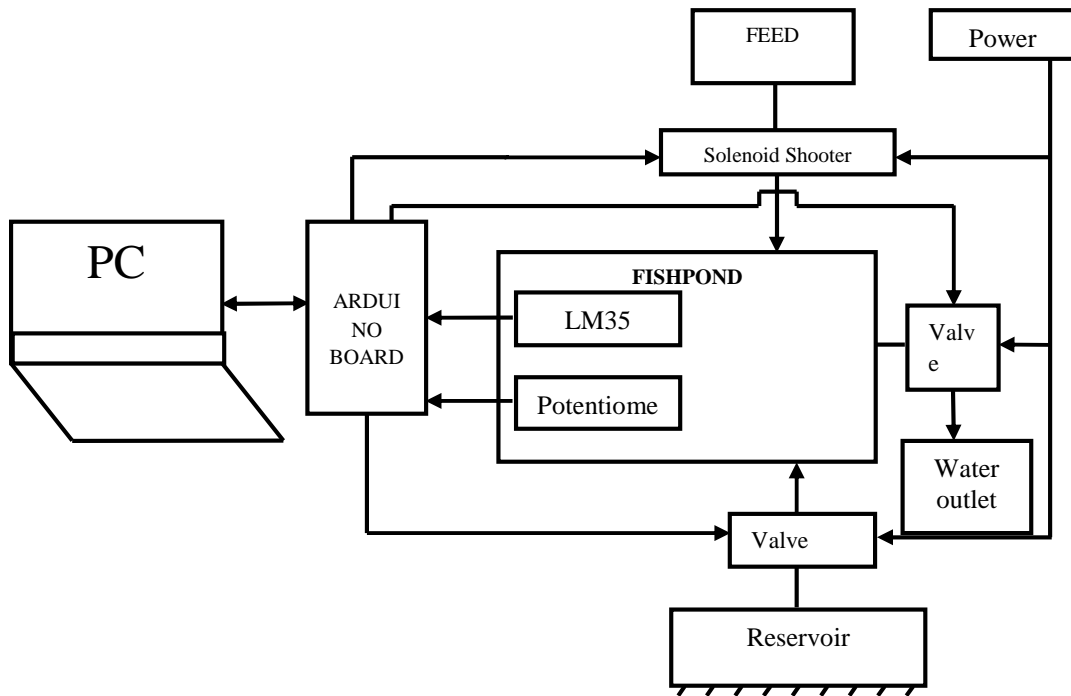 FEED
Power
Solenoid Shooter
PC
ARDUI
NO
BOARD
FISHPOND
LM35
Potentiome
Valv
e
Water
outlet
Valve
Reservoir